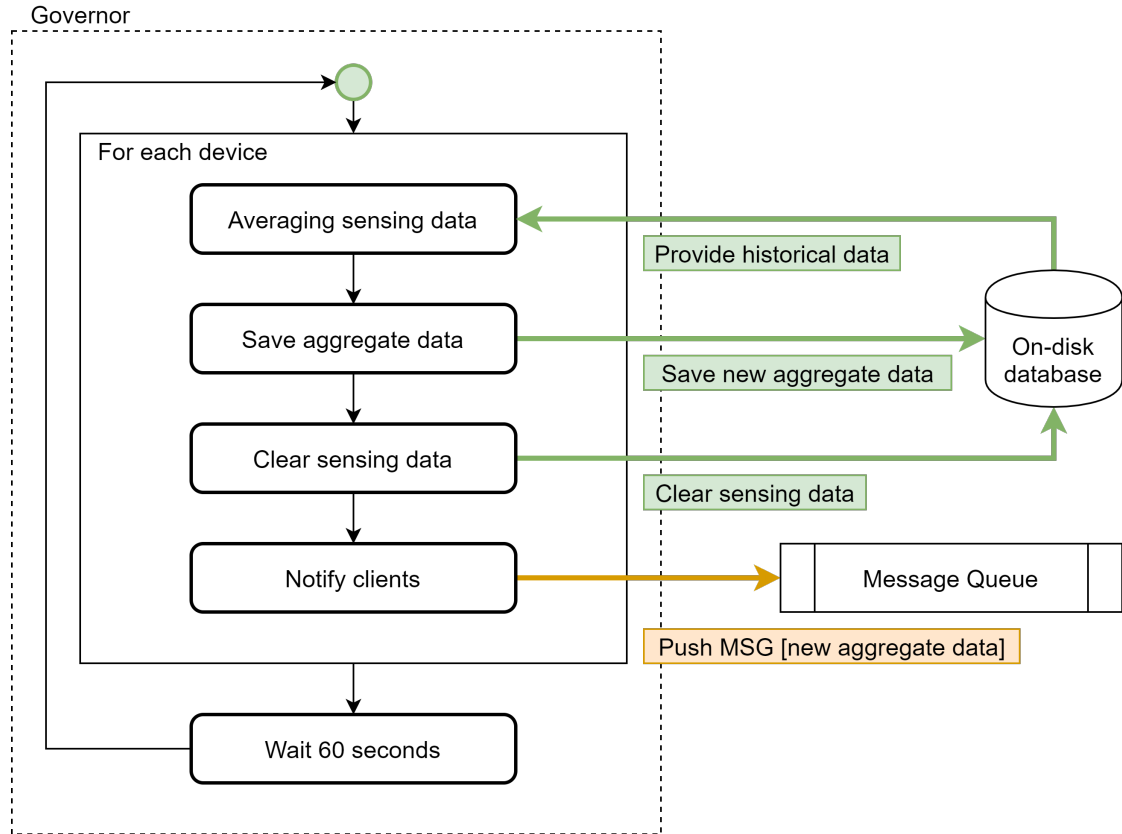 Governor
For each device
Averaging sensing data
Provide historical data
Save aggregate data
On-disk
database
Save new aggregate data
Clear sensing data
Clear sensing data
Notify clients
Message Queue
Push MSG [new aggregate data]
Wait 60 seconds